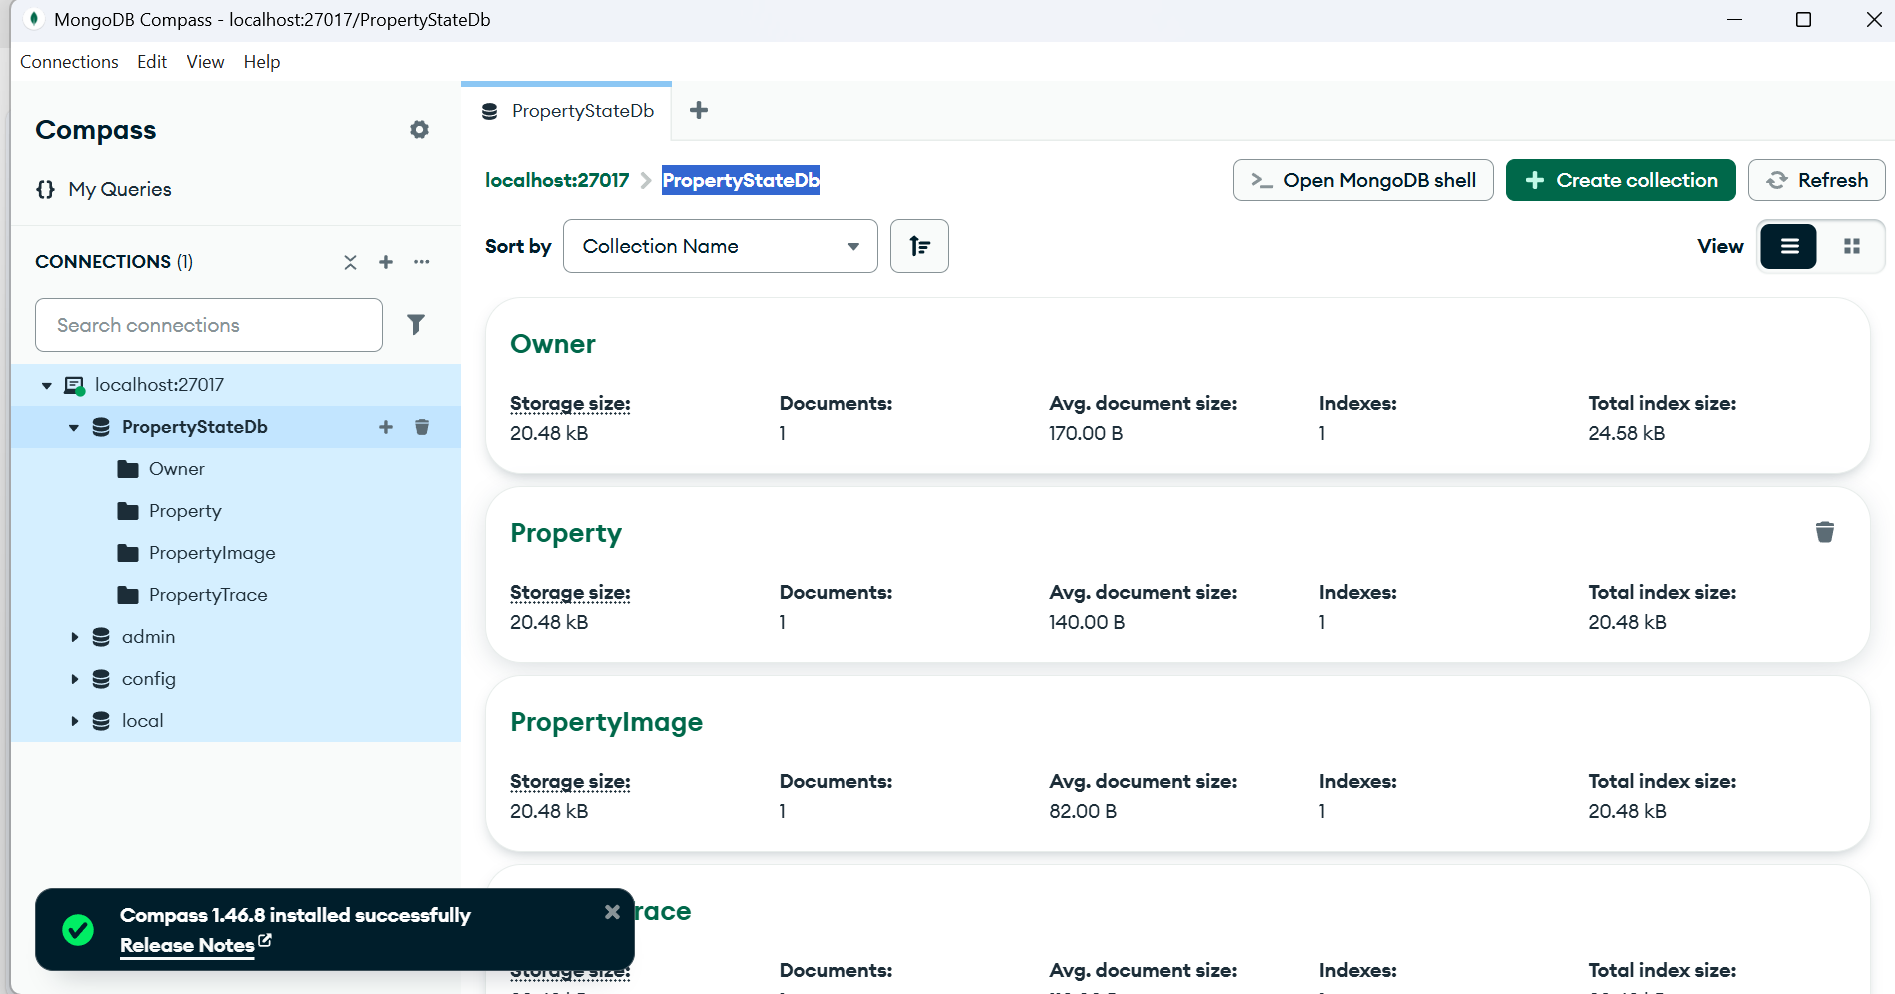 MongoDB Compass - localhost:27017/PropertyStateDb
Connections Edit View Help
Compass
My Queries
CONNECTIONS (1)
Search connections
localhost:27017
PropertyStateDb
Owner
Property
PropertyImage
PropertyTrace
admin
config
local
PropertyStateDb
localhost:27017 > PropertyStateDb
>_ Open MongoDB shell
+ Create collection
Refresh
Sort by Collection Name
View
Owner
Storage size: Documents: Avg. document size: Indexes: Total index size:
20.48 kB 1 170.00 B 1 24.58 kB
Property
Storage size: Documents: Avg. document size: Indexes: Total index size:
20.48 kB 1 140.00 B 1 20.48 kB
PropertyImage
Storage size: Documents: Avg. document size: Indexes: Total index size:
20.48 kB 1 82.00 B 1 20.48 kB
race
Storage size: Documents: Avg. document size: Indexes: Total index size:
Compass 1.46.8 installed successfully
Release Notes